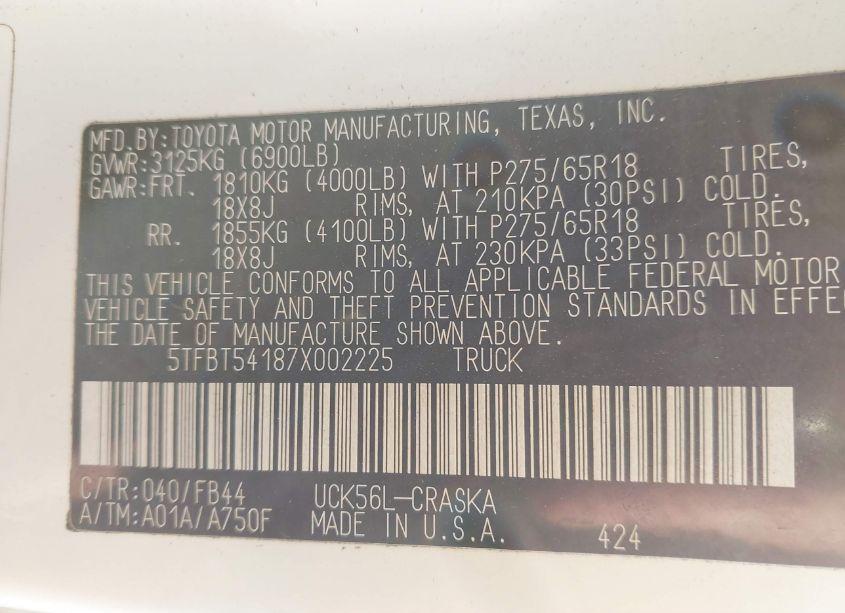 MFD.BY:TOYOTA MOTOR MANUFACTURING, TEXAS, INC.
GVWR:3125KG (6900LB)
GAWR:FRT. 1810KG (4000LB) WITH P275/65R18 TIRES,
18X8J RIMS, AT 210KPA (30PSI) COLD.
RR. 1855KG (4100LB) WITH P275/65R18 TIRES,
18X8J RIMS, AT 230KPA (33PSI) COLD.
THIS VEHICLE CONFORMS TO ALL APPLICABLE FEDERAL MOTOR
VEHICLE SAFETY AND THEFT PREVENTION STANDARDS IN EFFE
THE DATE OF MANUFACTURE SHOWN ABOVE.
5TFBT54187X002225 TRUCK
C/TR:040/FB44 UCK56L-CRASKA
A/TM:A01A/A750F MADE IN U.S.A. 424